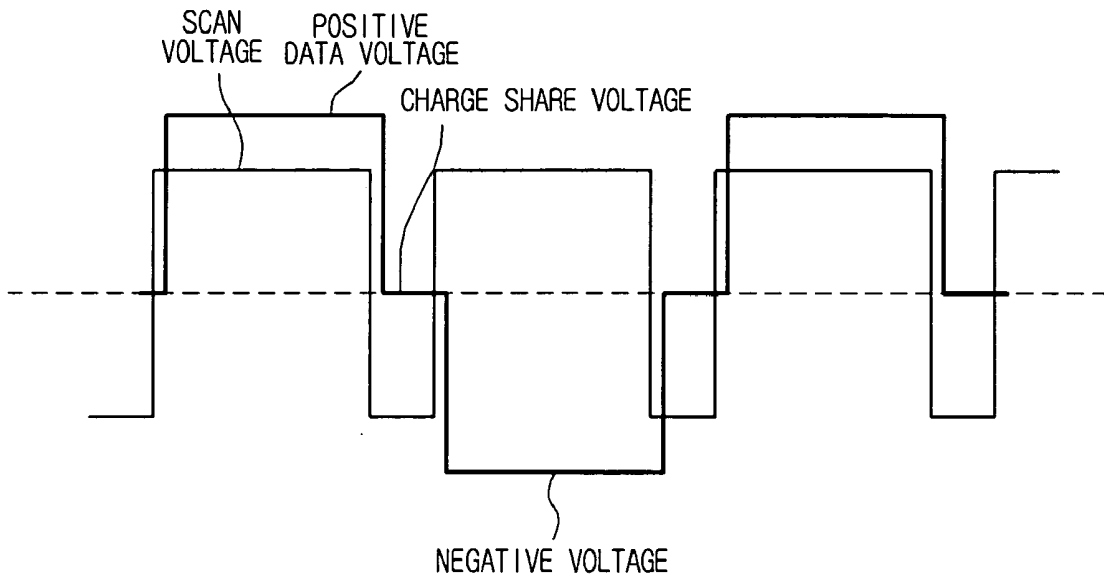 SCAN
VOLTAGE
POSITIVE
DATA VOLTAGE
CHARGE SHARE VOLTAGE
NEGATIVE VOLTAGE